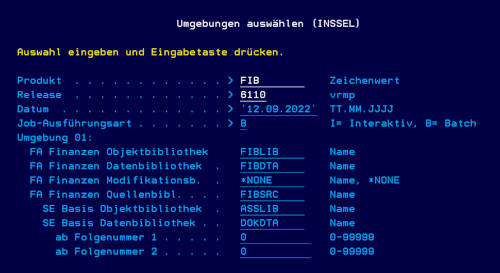 Umgebungen auswählen (INSSEL)
Auswahl eingeben und Eingabetaste drücken.
Produkt . . . . . . . . . . . . > FIB Zeichenwert
Release . . . . . . . . . . . . > 6110 vrmp
Datum . . . . . . . . . . . . . > '12.09.2022' TT.MM.JJJJ
Job-Ausführungsart . . . . . . . > B I= Interaktiv, B= Batch
Umgebung 01:
FA Finanzen Objektbibliothek FIBLIB Name
FA Finanzen Datenbibliothek . FIBDTA Name
FA Finanzen Modifikationsb. . *NONE Name, *NONE
FA Finanzen Quellenbibl. . . . FIBSRC Name
SE Basis Objektbibliothek . ASSLIB Name
SE Basis Datenbibliothek . . DOKDTA Name
ab Folgenummer 1 . . . . . 0 0-99999
ab Folgenummer 2 . . . . . 0 0-99999